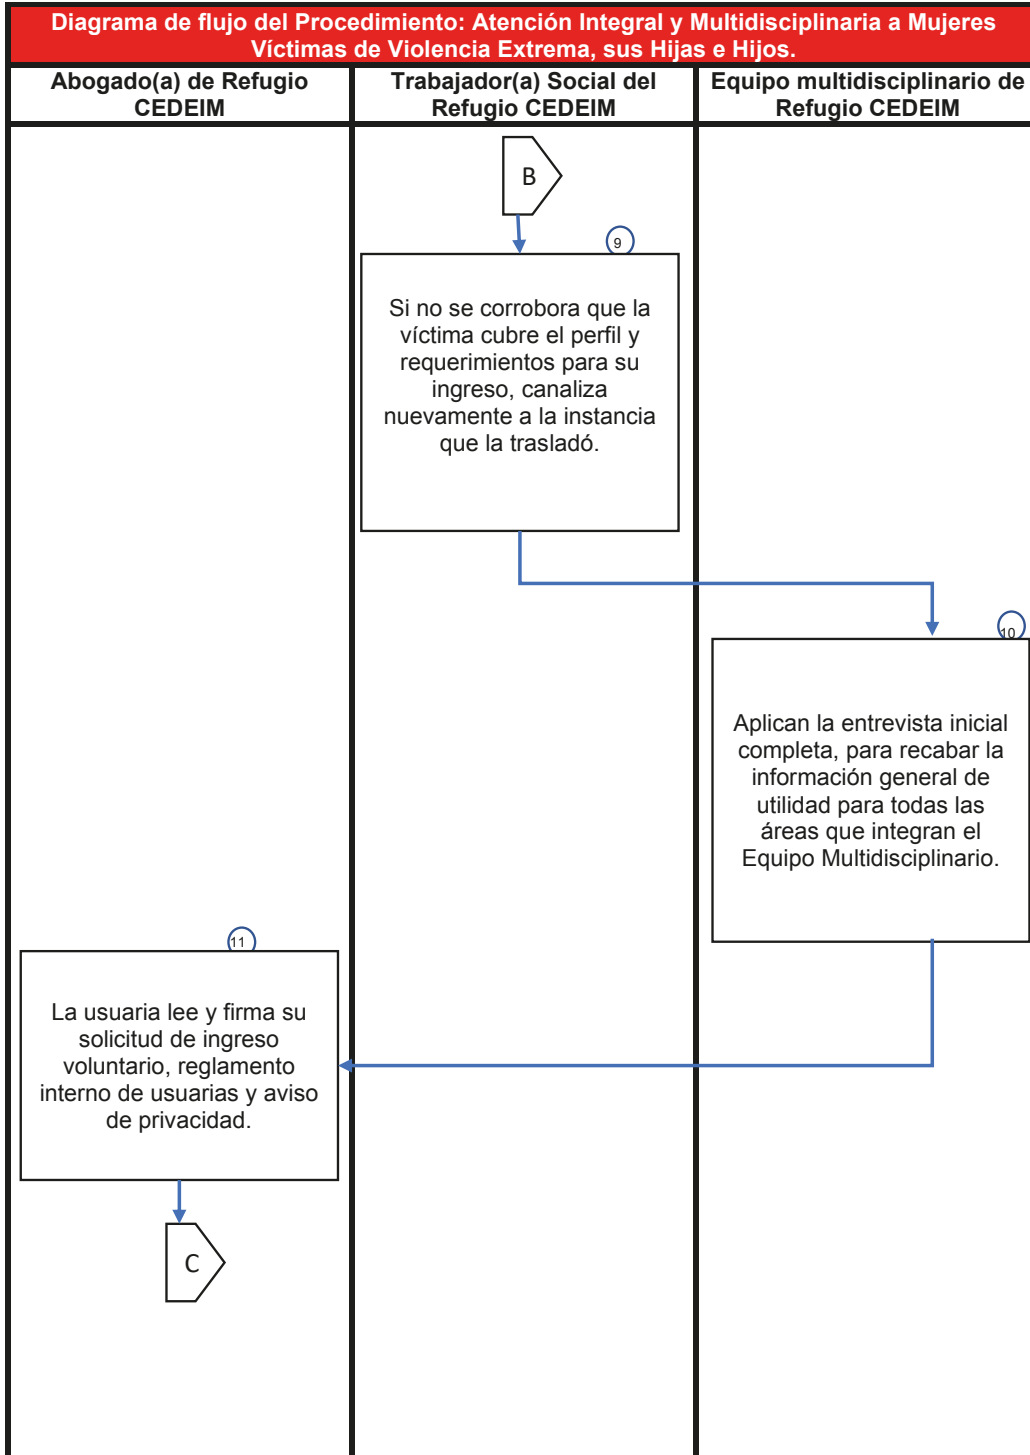 Diagrama de flujo del Procedimiento: Atención Integral y Multidisciplinaria a Mujeres
Víctimas de Violencia Extrema, sus Hijas e Hijos.
Abogado(a) de Refugio
CEDEIM
Trabajador(a) Social del
Refugio CEDEIM
Equipo multidisciplinario de
Refugio CEDEIM
B
9
Si no se corrobora que la
víctima cubre el perfil y
requerimientos para su
ingreso, canaliza
nuevamente a la instancia
que la trasladó.
10
Aplican la entrevista inicial
completa, para recabar la
información general de
utilidad para todas las
áreas que integran el
Equipo Multidisciplinario.
11
La usuaria lee y firma su
solicitud de ingreso
voluntario, reglamento
interno de usuarias y aviso
de privacidad.
C